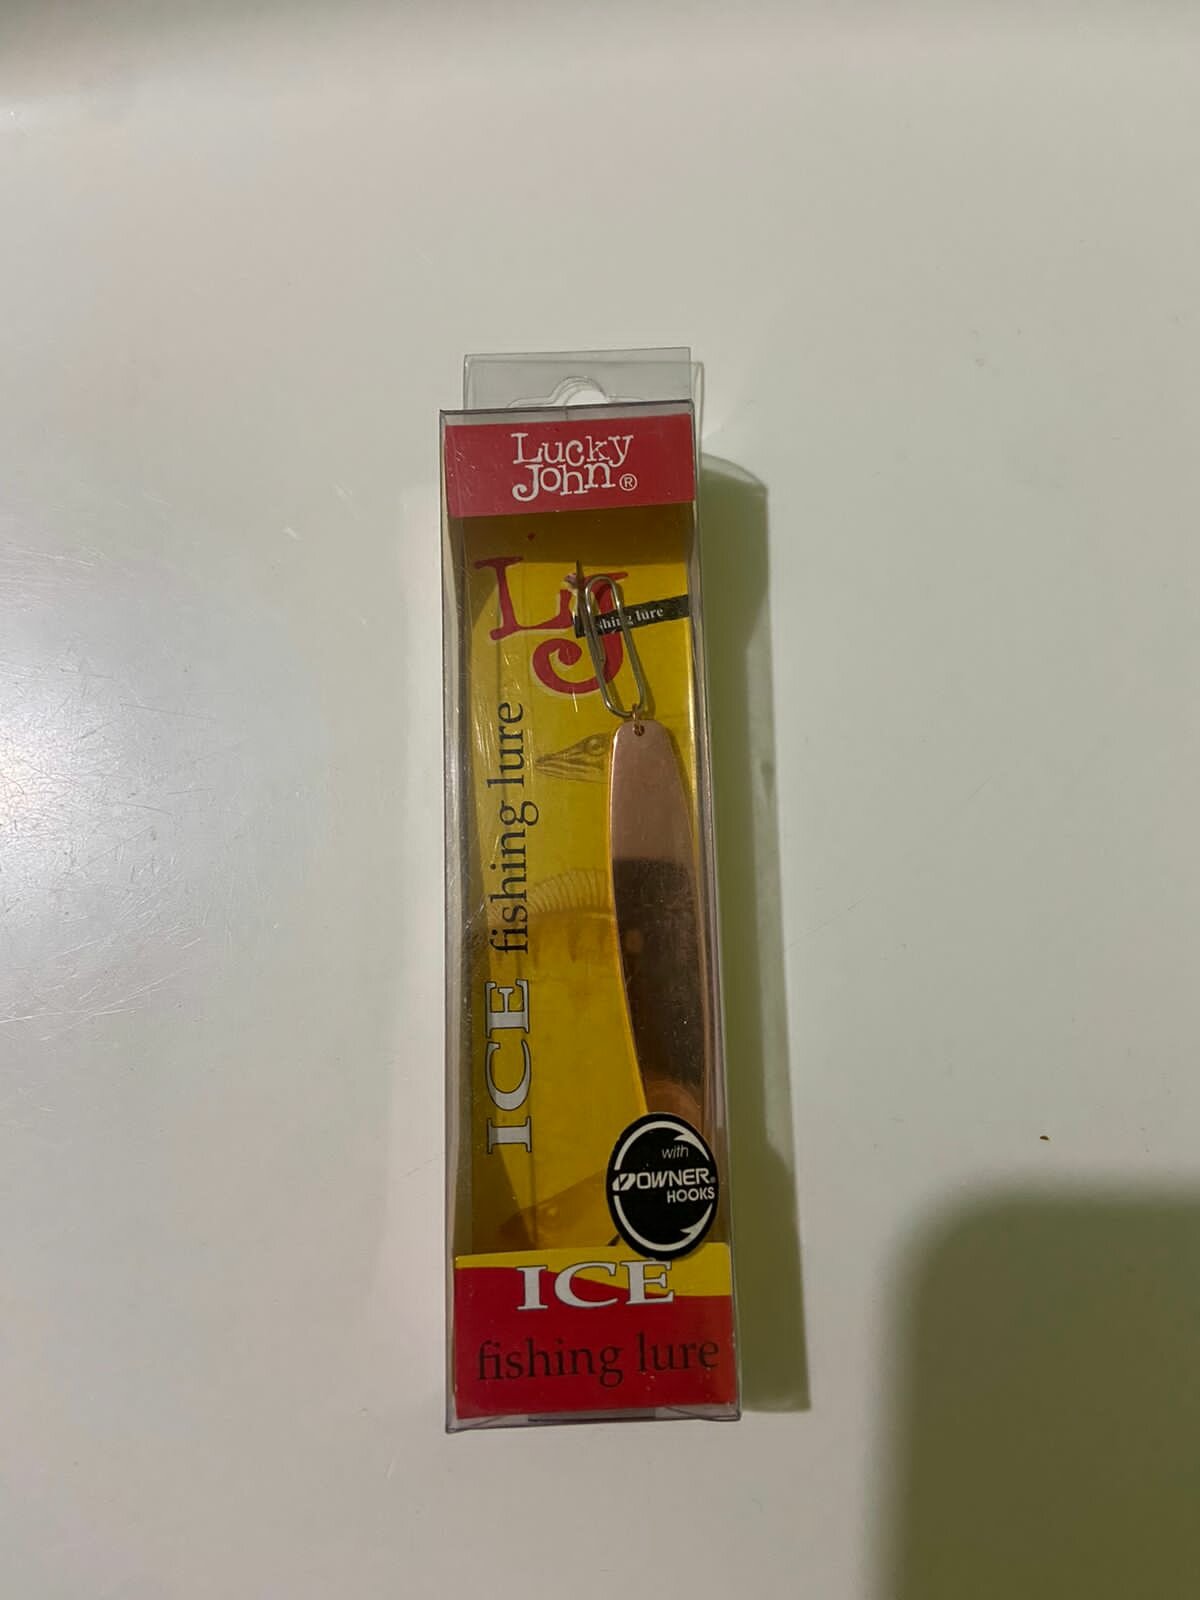 Lucky
John®
LJ
fishing lure
ICE fishing lure
with
OWNER
HOOKS
ICE
fishing lure